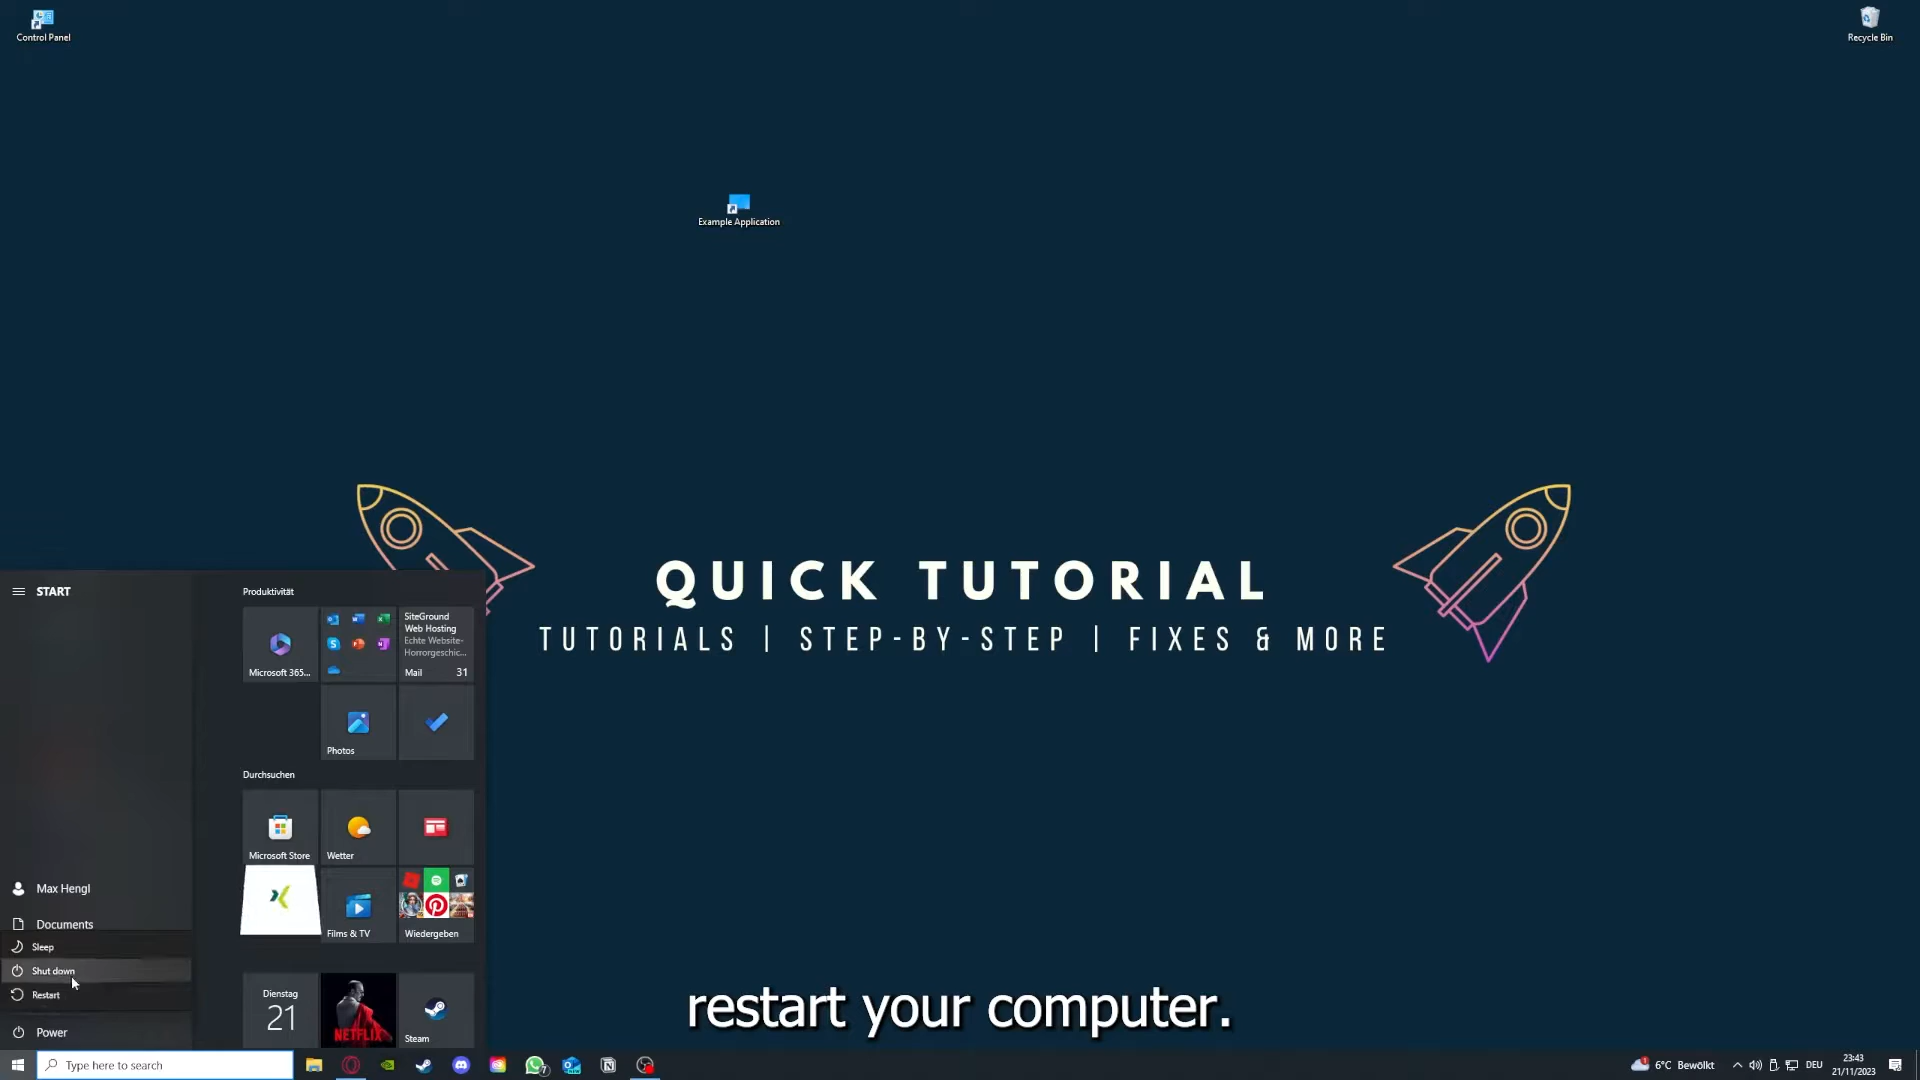 Control Panel
Recycle Bin
Example Application
QUICK TUTORIAL
TUTORIALS | STEP-BY-STEP | FIXES & MORE
START
Produktivität
SiteGround
Web Hosting
Echte Website-
Horrorgeschic...
Microsoft 365...
Mail 31
Photos
Durchsuchen
Microsoft Store
Wetter
Max Hengl
Documents
Films & TV
Wiedergeben
Sleep
Shut down
Restart
Power
Dienstag
21
NETFLIX
Steam
restart your computer.
Type here to search
7
6°C Bewölkt
DEU
23:43
21/11/2023